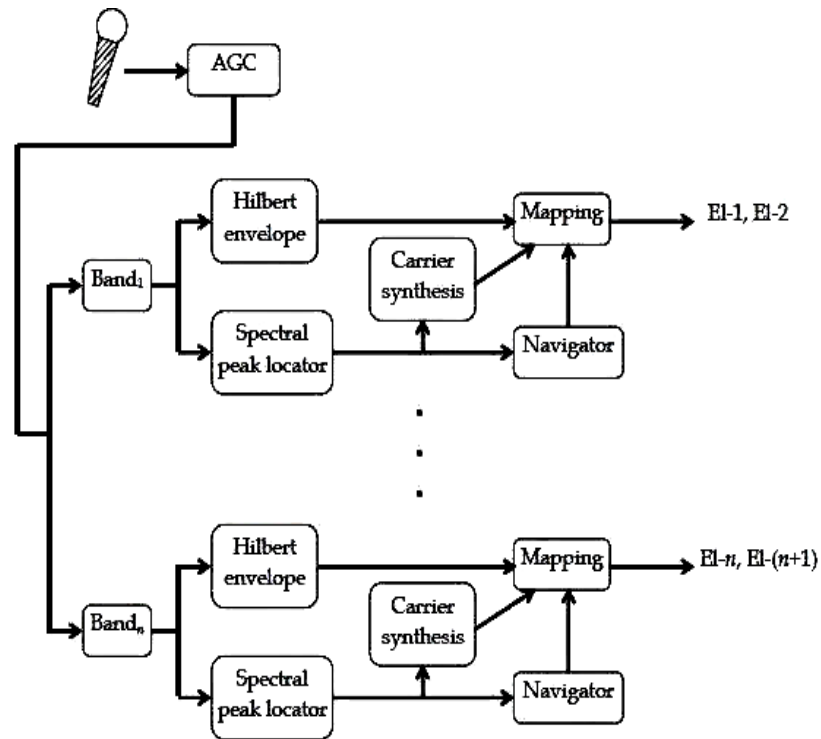 AGC
Hilbert
envelope
Mapping
El-1, El-2
Carrier
synthesis
Band₁
Spectral
peak locator
Navigator
Hilbert
envelope
Mapping
El-n, El-(n+1)
Carrier
synthesis
Bandₙ
Spectral
peak locator
Navigator